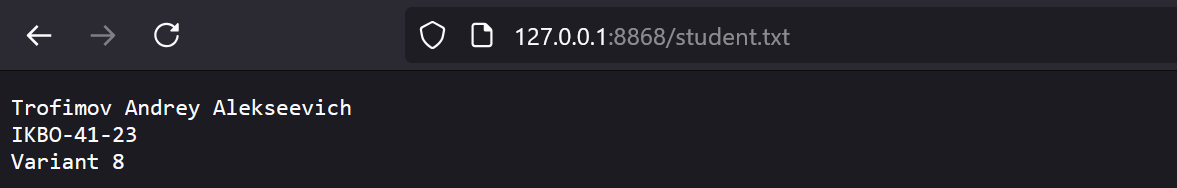 127.0.0.1:8868/student.txt
Trofimov Andrey Alekseevich
IKBO-41-23
Variant 8